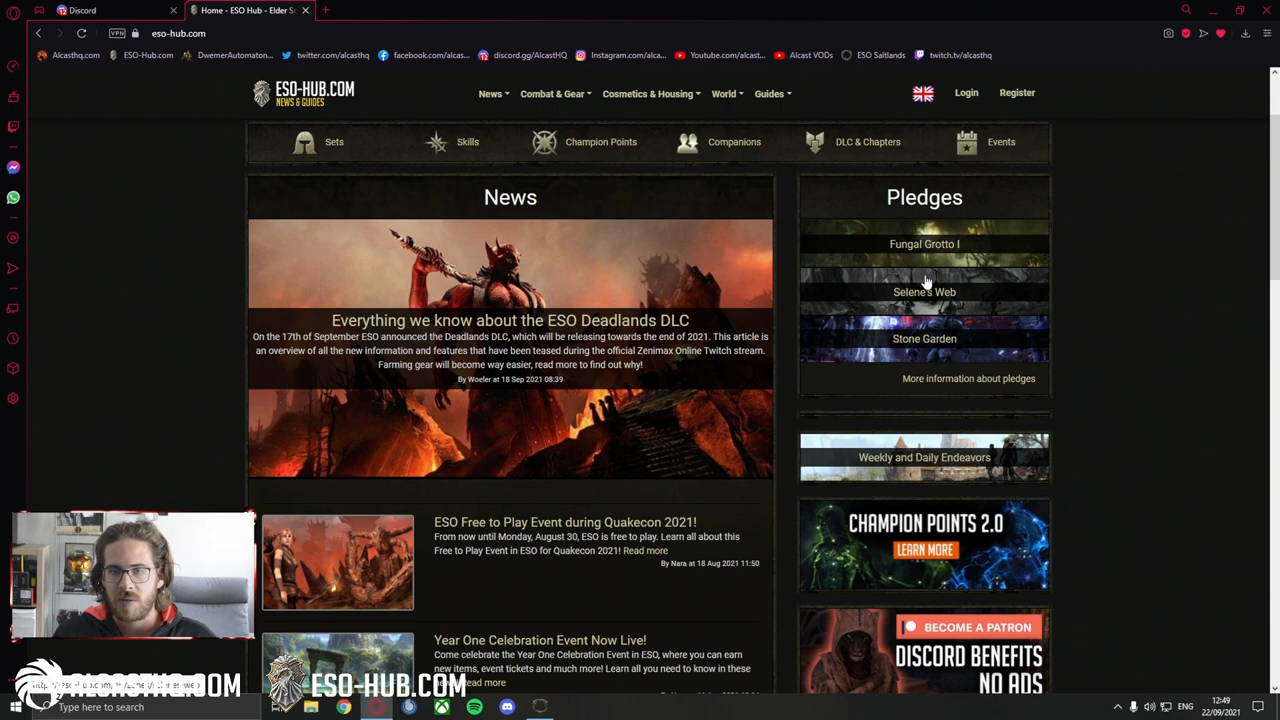 Discord
Home - ESO Hub - Elder Sc
VPN
eso-hub.com
Alcasthq.com
ESO-Hub.com
DwemerAutomaton...
twitter.com/alcasthq
facebook.com/alcas...
discord.gg/AlcastHQ
Instagram.com/alca...
Youtube.com/alcast...
Alcast VODs
ESO Saltlands
twitch.tv/alcasthq
ESO-HUB.COM
NEWS & GUIDES
News
Combat & Gear
Cosmetics & Housing
World
Guides
Login
Register
Sets
Skills
Champion Points
Companions
DLC & Chapters
Events
News
Everything we know about the ESO Deadlands DLC
On the 17th of September ESO announced the Deadlands DLC, which will be releasing towards the end of 2021. This article is
an overview of all the new information and features that have been teased during the official Zenimax Online Twitch stream.
Farming gear will become way easier, read more to find out why!
By Woeler at 18 Sep 2021 08:39
ESO Free to Play Event during Quakecon 2021!
From now until Monday, August 30, ESO is free to play. Learn all about this
Free to Play Event in ESO for Quakecon 2021! Read more
By Nara at 18 Aug 2021 11:50
Year One Celebration Event Now Live!
Come celebrate the Year One Celebration Event in ESO, where you can earn
new items, event tickets and much more! Learn all you need to know in these
Read more
Pledges
Fungal Grotto I
Selene's Web
Stone Garden
More information about pledges
Weekly and Daily Endeavors
CHAMPION POINTS 2.0
LEARN MORE
BECOME A PATRON
DISCORD BENEFITS
NO ADS
ALCASTHQ.COM
ESO-HUB.COM
Type here to search
ENG
12:49
22/09/2021